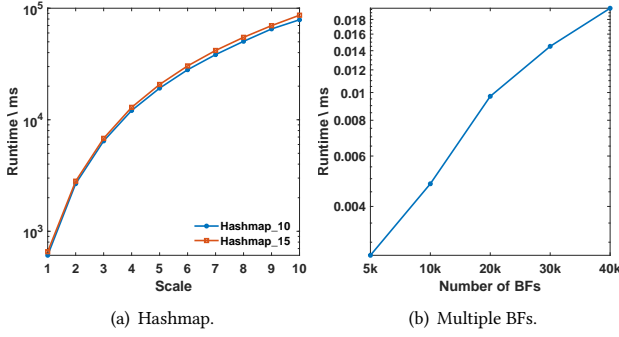 10^5
10^4
10^3
Runtime \ ms
Hashmap_10
Hashmap_15
1 2 3 4 5 6 7 8 9 10
Scale
(a) Hashmap.
0.018
0.016
0.014
0.012
0.01
0.008
0.006
0.004
Runtime \ ms
5k 10k 20k 30k 40k
Number of BFs
(b) Multiple BFs.